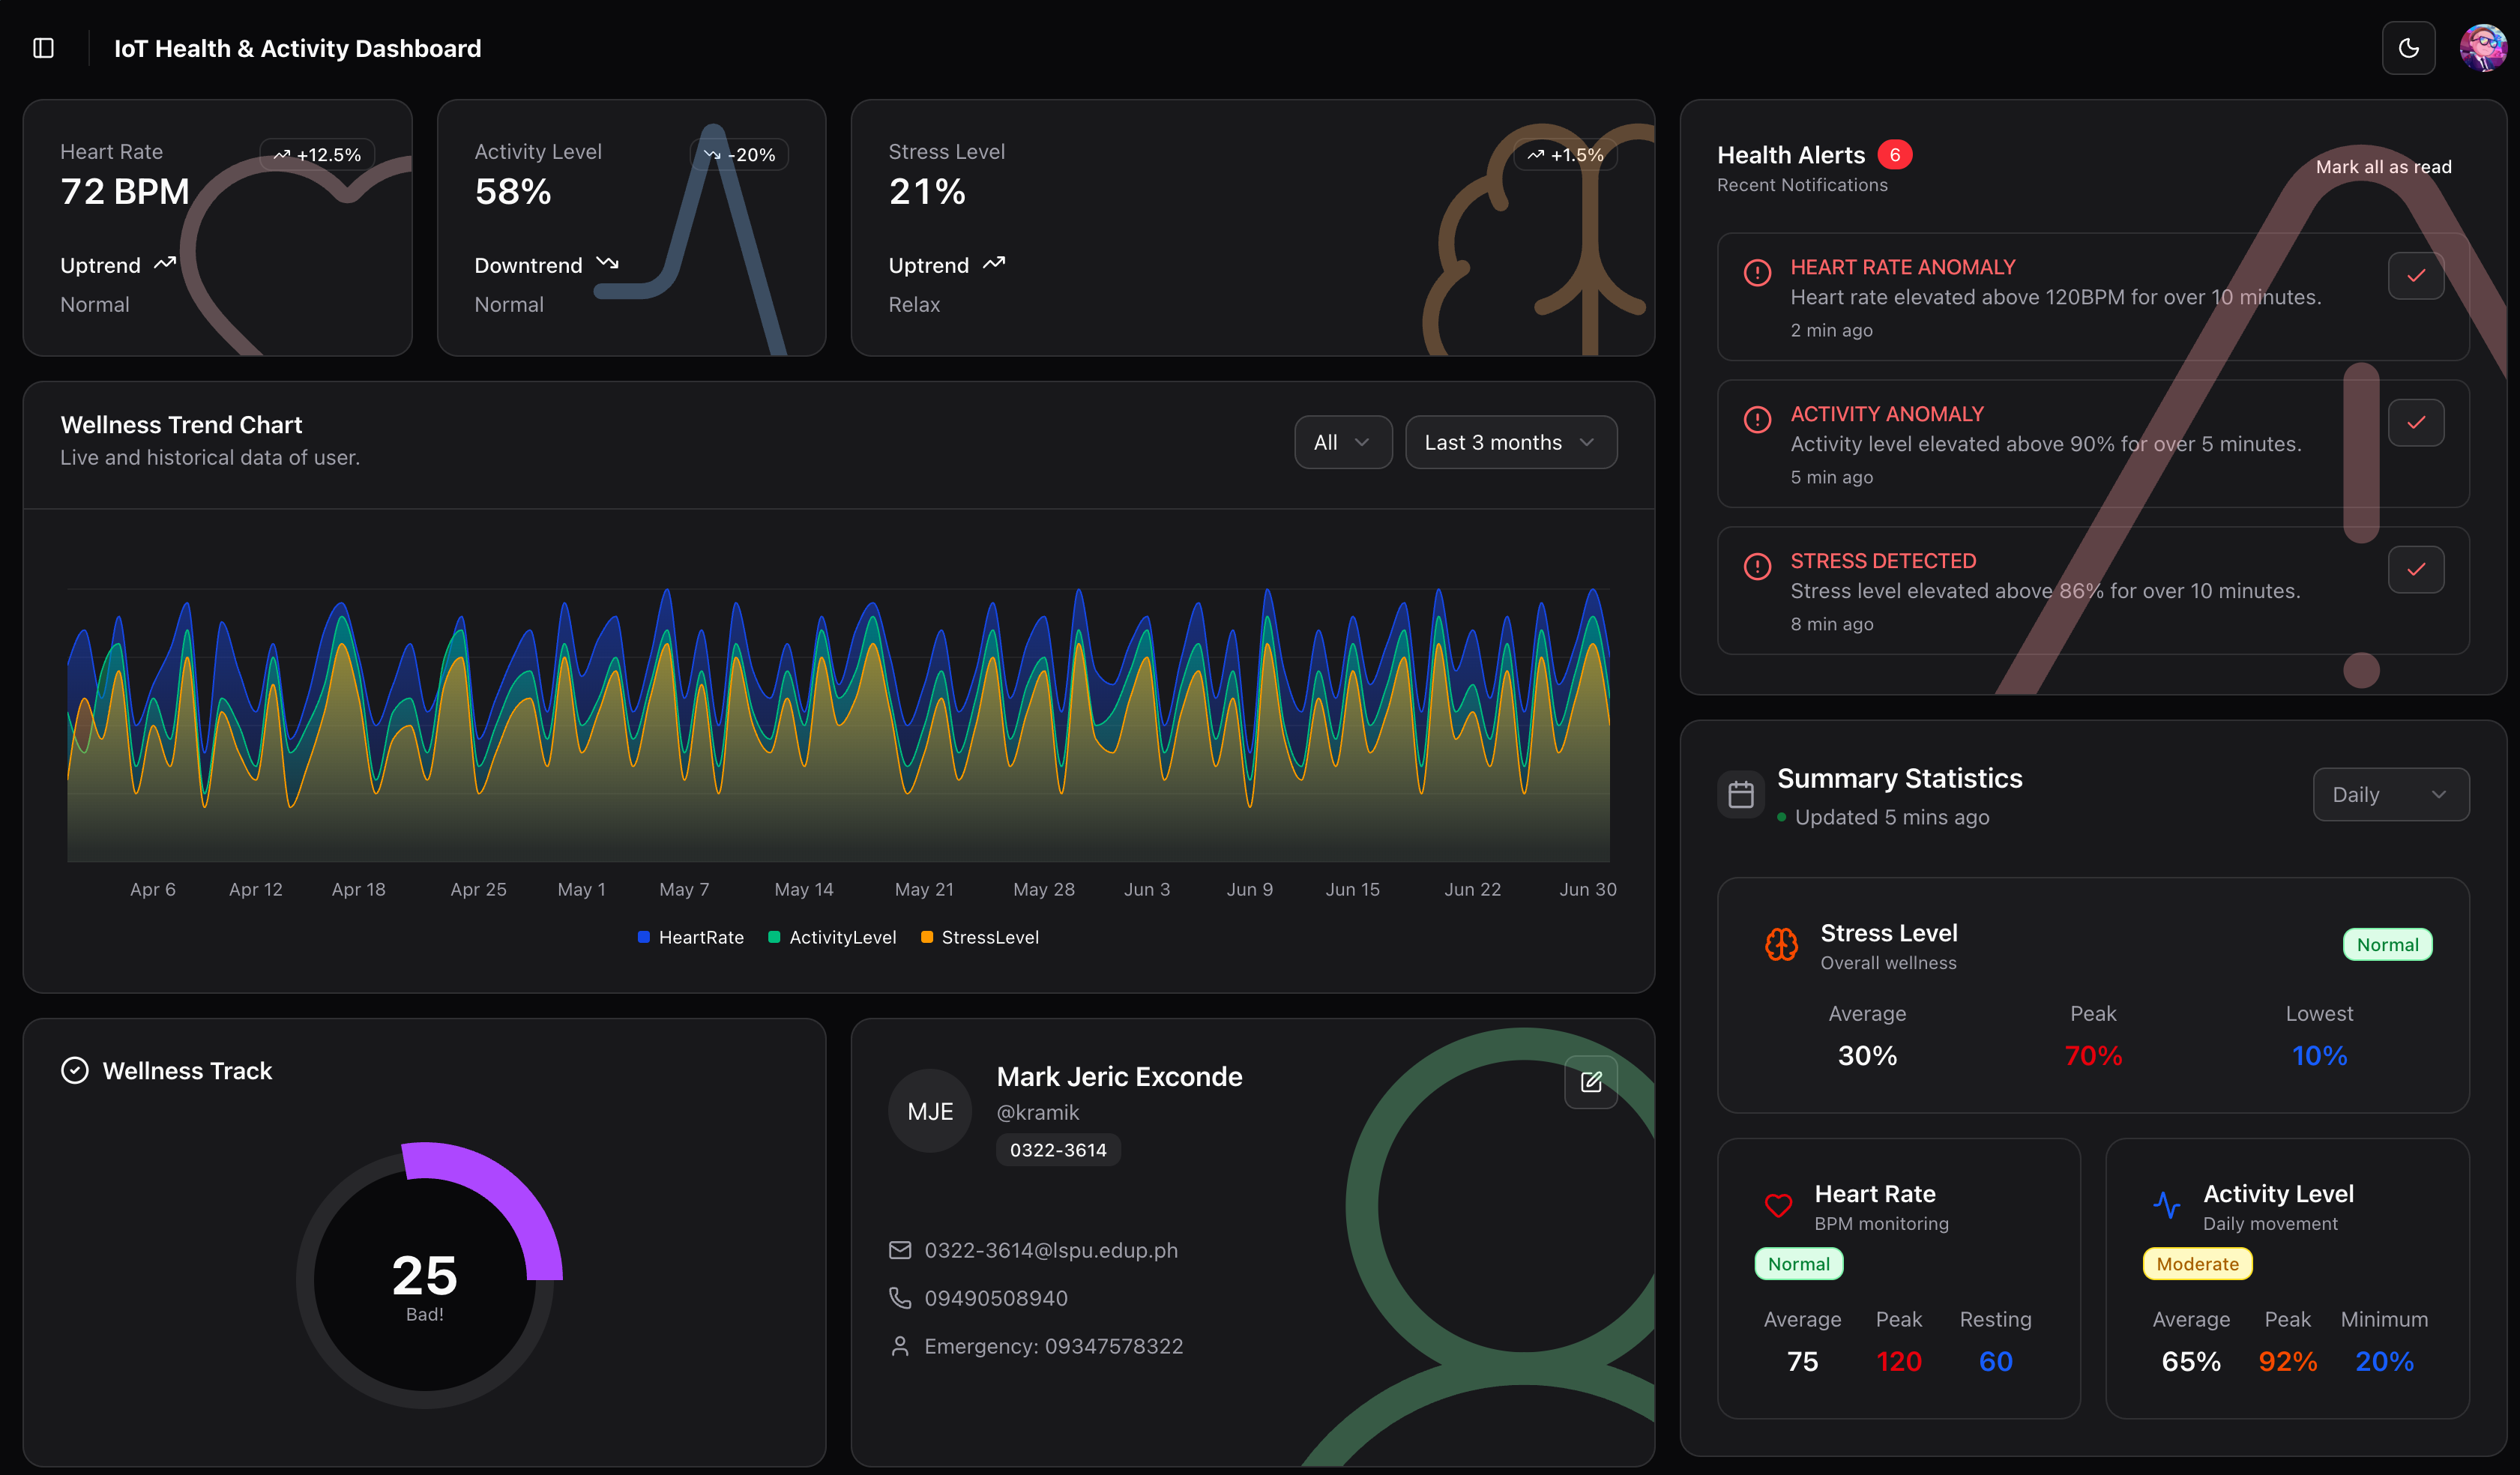 IoT Health & Activity Dashboard
Heart Rate
+12.5%
72 BPM
Uptrend
Normal
Activity Level
-20%
58%
Downtrend
Normal
Stress Level
+1.5%
21%
Uptrend
Relax
Wellness Trend Chart
Live and historical data of user.
All
Last 3 months
Apr 6 Apr 12 Apr 18 Apr 25 May 1 May 7 May 14 May 21 May 28 Jun 3 Jun 9 Jun 15 Jun 22 Jun 30
HeartRate ActivityLevel StressLevel
Wellness Track
25
Bad!
MJE
Mark Jeric Exconde
@kramik
0322-3614
0322-3614@lspu.edup.ph
09490508940
Emergency: 09347578322
Health Alerts 6
Mark all as read
Recent Notifications
HEART RATE ANOMALY
Heart rate elevated above 120BPM for over 10 minutes.
2 min ago
ACTIVITY ANOMALY
Activity level elevated above 90% for over 5 minutes.
5 min ago
STRESS DETECTED
Stress level elevated above 86% for over 10 minutes.
8 min ago
Summary Statistics
Updated 5 mins ago
Daily
Stress Level
Overall wellness
Normal
Average Peak Lowest
30% 70% 10%
Heart Rate
BPM monitoring
Normal
Average Peak Resting
75 120 60
Activity Level
Daily movement
Moderate
Average Peak Minimum
65% 92% 20%